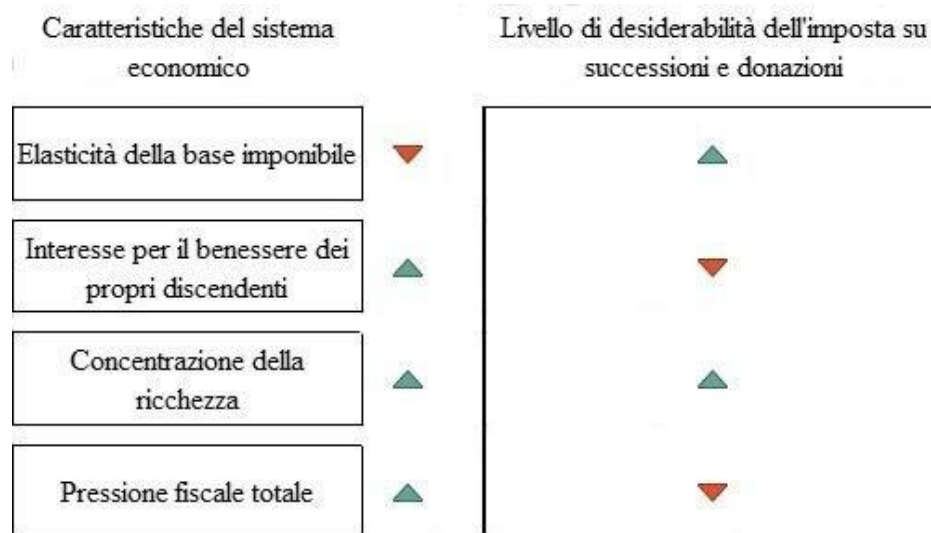 Caratteristiche del sistema
economico
Livello di desiderabilità dell'imposta su
successioni e donazioni
Elasticità della base imponibile
Interesse per il benessere dei
propri discendenti
Concentrazione della
ricchezza
Pressione fiscale totale